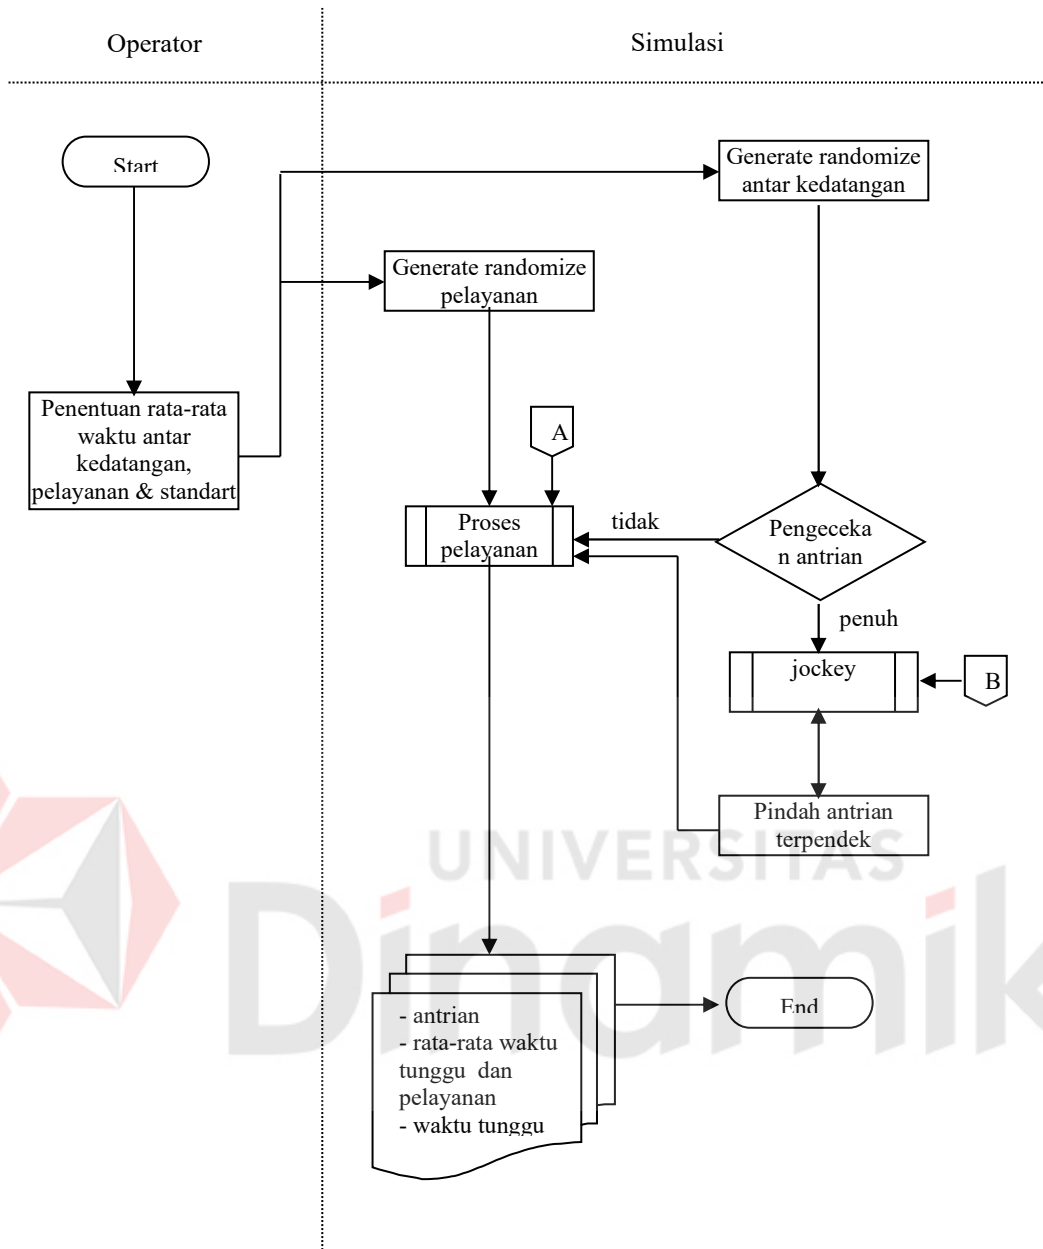 Operator
Simulasi
Start
Generate randomize
antar kedatangan
Generate randomize
pelayanan
Penentuan rata-rata
waktu antar
kedatangan,
pelayanan & standart
A
Proses
pelayanan
tidak
Pengeceka
n antrian
penuh
jockey
B
Pindah antrian
terpendek
UNIVERSITAS
Dinamik
- antrian
- rata-rata waktu
tunggu dan
pelayanan
- waktu tunggu
End